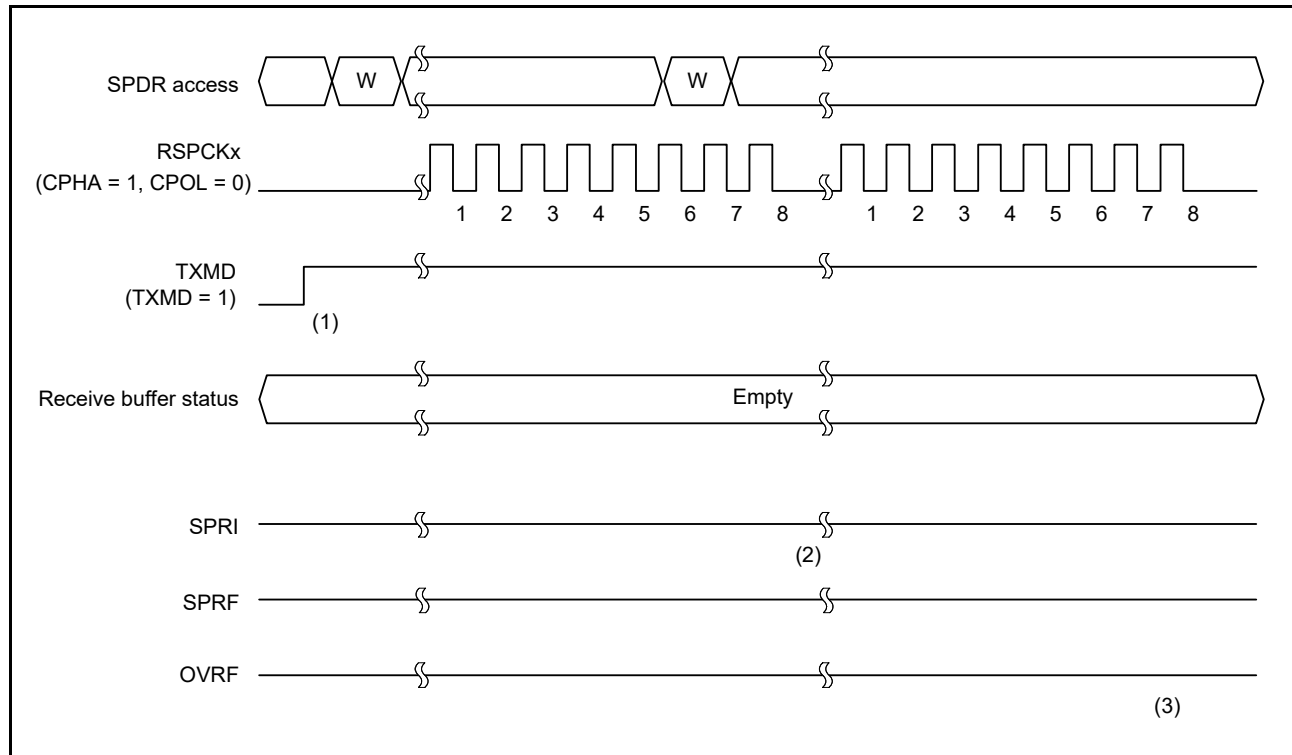 SPDR access
W
W
RSPCKx
(CPHA = 1, CPOL = 0)
1 2 3 4 5 6 7 8 1 2 3 4 5 6 7 8
TXMD
(TXMD = 1)
(1)
Receive buffer status
Empty
SPRI
(2)
SPRF
OVRF
(3)